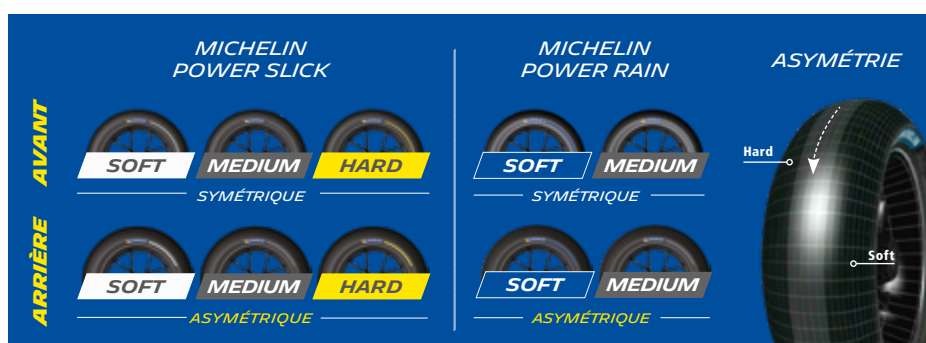 MICHELIN
POWER SLICK
MICHELIN
POWER RAIN
ASYMÉTRIE
AVANT
SOFT
MEDIUM
HARD
SYMÉTRIQUE
SOFT
MEDIUM
SYMÉTRIQUE
Hard
Soft
ARRIÈRE
SOFT
MEDIUM
HARD
ASYMÉTRIQUE
SOFT
MEDIUM
ASYMÉTRIQUE